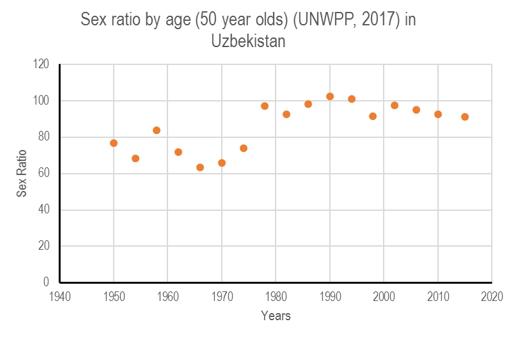 Sex ratio by age (50 year olds) (UNWPP, 2017) in
Uzbekistan
120
100
80
60
40
20
0
Sex Ratio
1940 1950 1960 1970 1980 1990 2000 2010 2020
Years